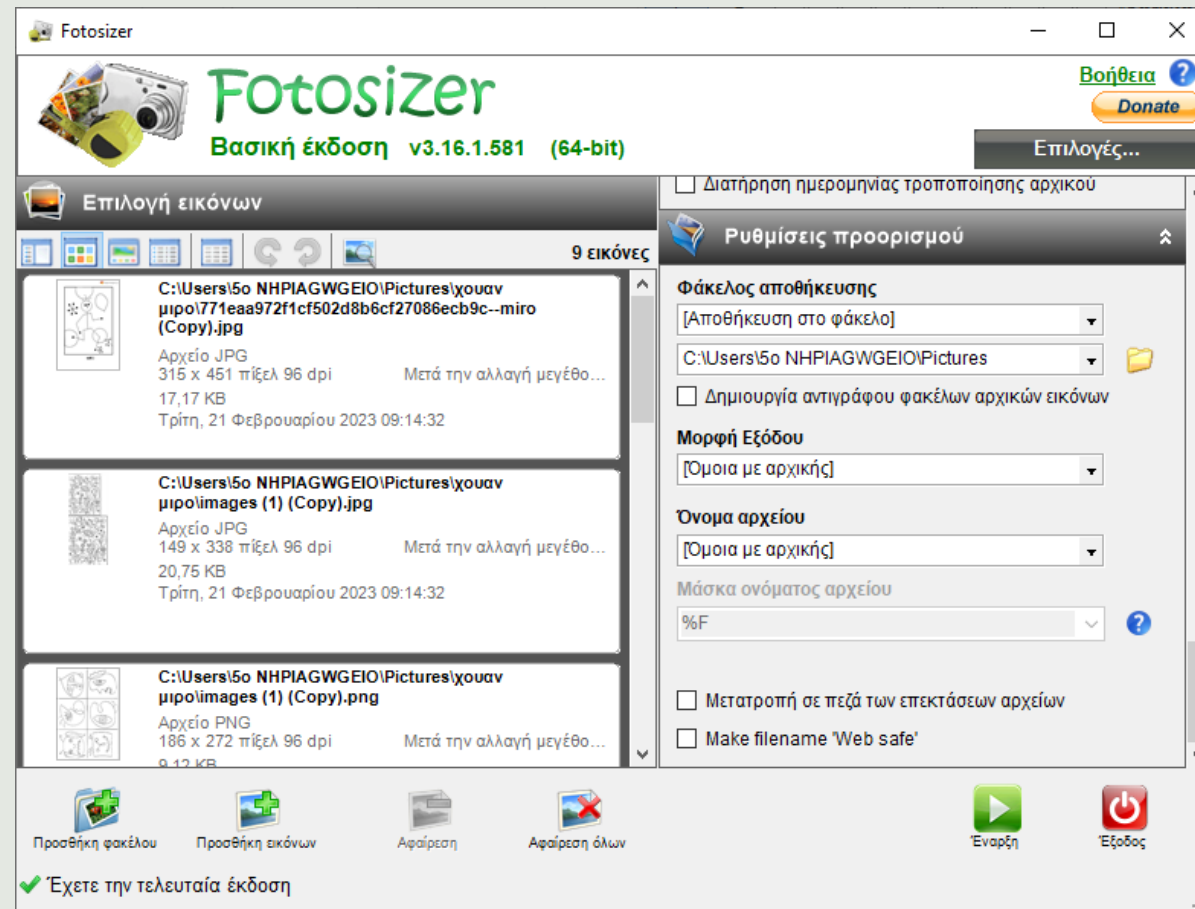 Fotosizer
Fotosizer
Βασική έκδοση v3.16.1.581 (64-bit)
Βοήθεια
Donate
Επιλογές...
Επιλογή εικόνων
9 εικόνες
C:\Users\5ο NHPIAGWGEIO\Pictures\χουαν
μιρο\771eaa972f1cf502d8b6cf27086ecb9c--miro
(Copy).jpg
Αρχείο JPG
315 x 451 πίξελ 96 dpi Μετά την αλλαγή μεγέθο...
17,17 KB
Τρίτη, 21 Φεβρουαρίου 2023 09:14:32
C:\Users\5ο NHPIAGWGEIO\Pictures\χουαν
μιρο\images (1) (Copy).jpg
Αρχείο JPG
149 x 338 πίξελ 96 dpi Μετά την αλλαγή μεγέθο...
20,75 KB
Τρίτη, 21 Φεβρουαρίου 2023 09:14:32
C:\Users\5ο NHPIAGWGEIO\Pictures\χουαν
μιρο\images (1) (Copy).png
Αρχείο PNG
186 x 272 πίξελ 96 dpi Μετά την αλλαγή μεγέθο...
9,12 KB
Διατήρηση ημερομηνίας τροποποίησης αρχικού
Ρυθμίσεις προορισμού
Φάκελος αποθήκευσης
[Αποθήκευση στο φάκελο]
C:\Users\5ο NHPIAGWGEIO\Pictures
Δημιουργία αντιγράφου φακέλων αρχικών εικόνων
Μορφή Εξόδου
[Όμοια με αρχικής]
Όνομα αρχείου
[Όμοια με αρχικής]
Μάσκα ονόματος αρχείου
%F
Μετατροπή σε πεζά των επεκτάσεων αρχείων
Make filename 'Web safe'
Προσθήκη φακέλου
Προσθήκη εικόνων
Αφαίρεση
Αφαίρεση όλων
Έναρξη
Έξοδος
Έχετε την τελευταία έκδοση